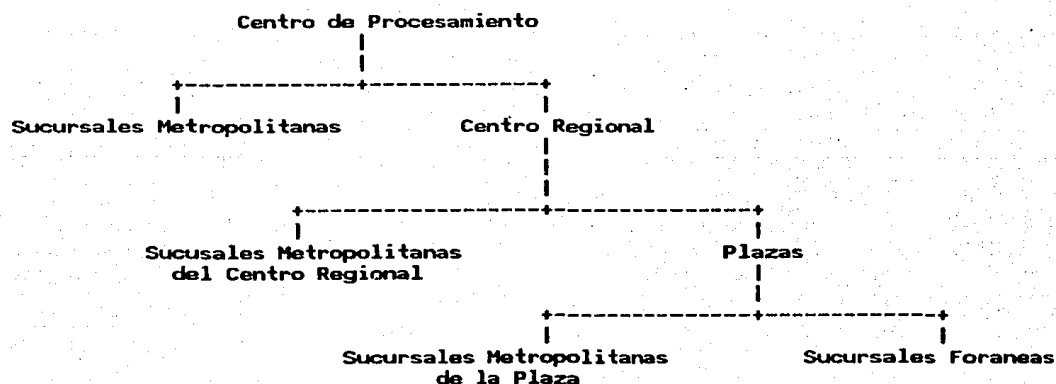 Centro de Procesamiento
Sucursales Metropolitanas Centro Regional
Sucusales Metropolitanas Plazas
del Centro Regional
Sucursales Metropolitanas Sucursales Foraneas
de la Plaza